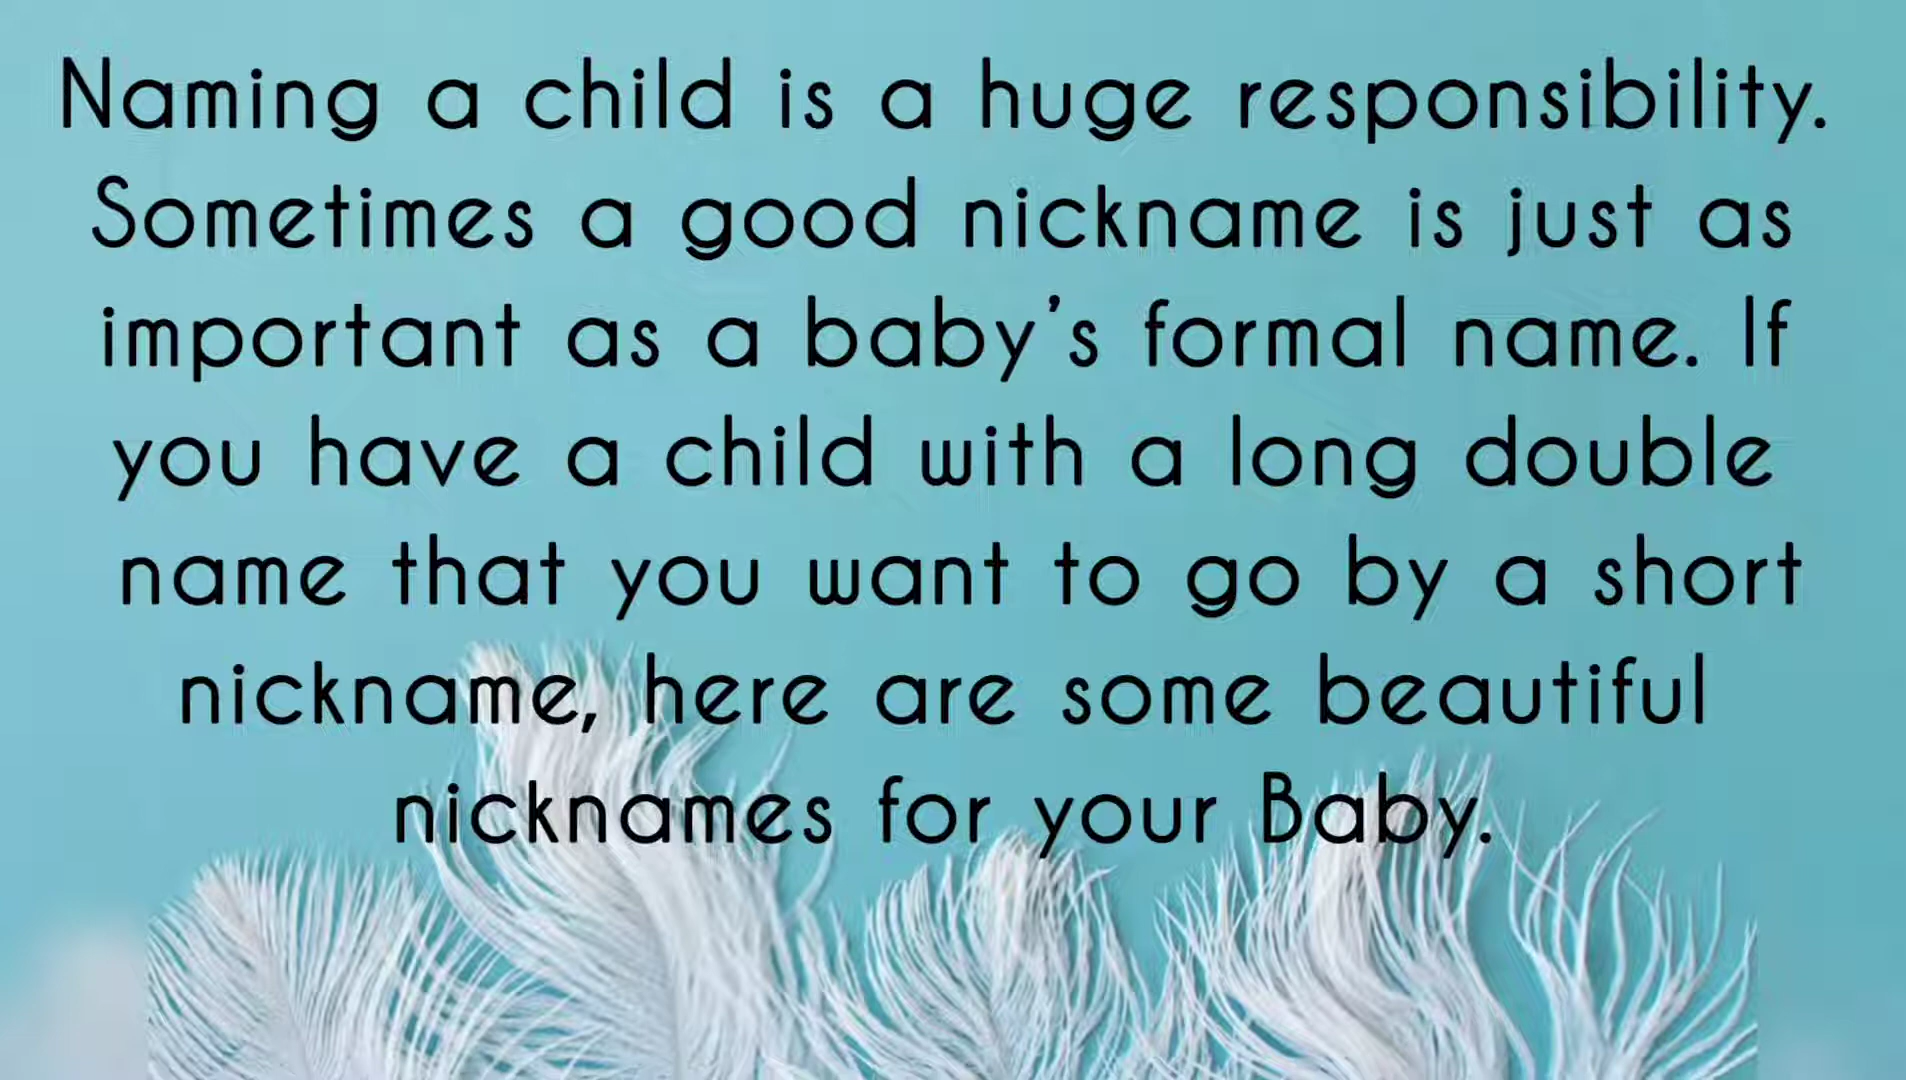 Naming a child is a huge responsibility.
Sometimes a good nickname is just as
important as a baby’s formal name. If
you have a child with a long double
name that you want to go by a short
nickname, here are some beautiful
nicknames for your Baby.